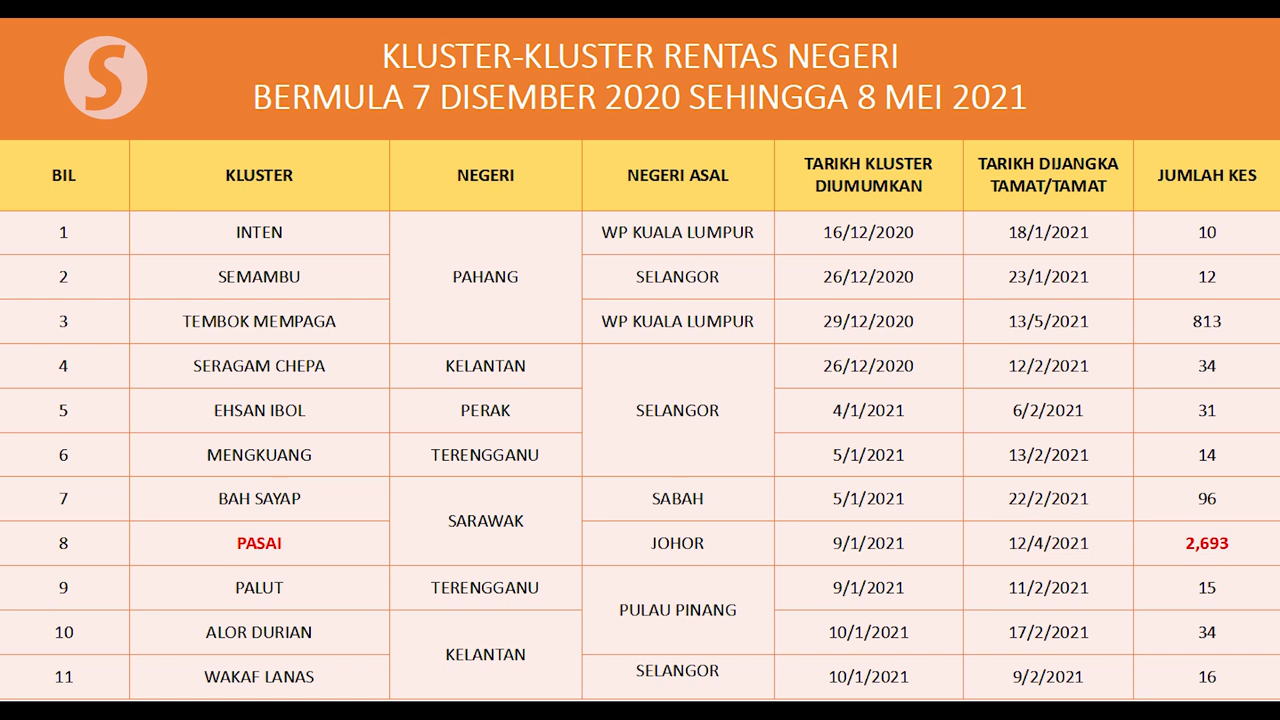 S
KLUSTER-KLUSTER RENTAS NEGERI
BERMULA 7 DISEMBER 2020 SEHINGGA 8 MEI 2021
BIL KLUSTER NEGERI NEGERI ASAL TARIKH KLUSTER DIUMUMKAN TARIKH DIJANGKA TAMAT/TAMAT JUMLAH KES
1 INTEN PAHANG WP KUALA LUMPUR 16/12/2020 18/1/2021 10
2 SEMAMBU SELANGOR 26/12/2020 23/1/2021 12
3 TEMBOK MEMPAGA WP KUALA LUMPUR 29/12/2020 13/5/2021 813
4 SERAGAM CHEPA KELANTAN SELANGOR 26/12/2020 12/2/2021 34
5 EHSAN IBOL PERAK 4/1/2021 6/2/2021 31
6 MENGKUANG TERENGGANU 5/1/2021 13/2/2021 14
7 BAH SAYAP SARAWAK SABAH 5/1/2021 22/2/2021 96
8 PASAI JOHOR 9/1/2021 12/4/2021 2,693
9 PALUT TERENGGANU PULAU PINANG 9/1/2021 11/2/2021 15
10 ALOR DURIAN KELANTAN 10/1/2021 17/2/2021 34
11 WAKAF LANAS SELANGOR 10/1/2021 9/2/2021 16